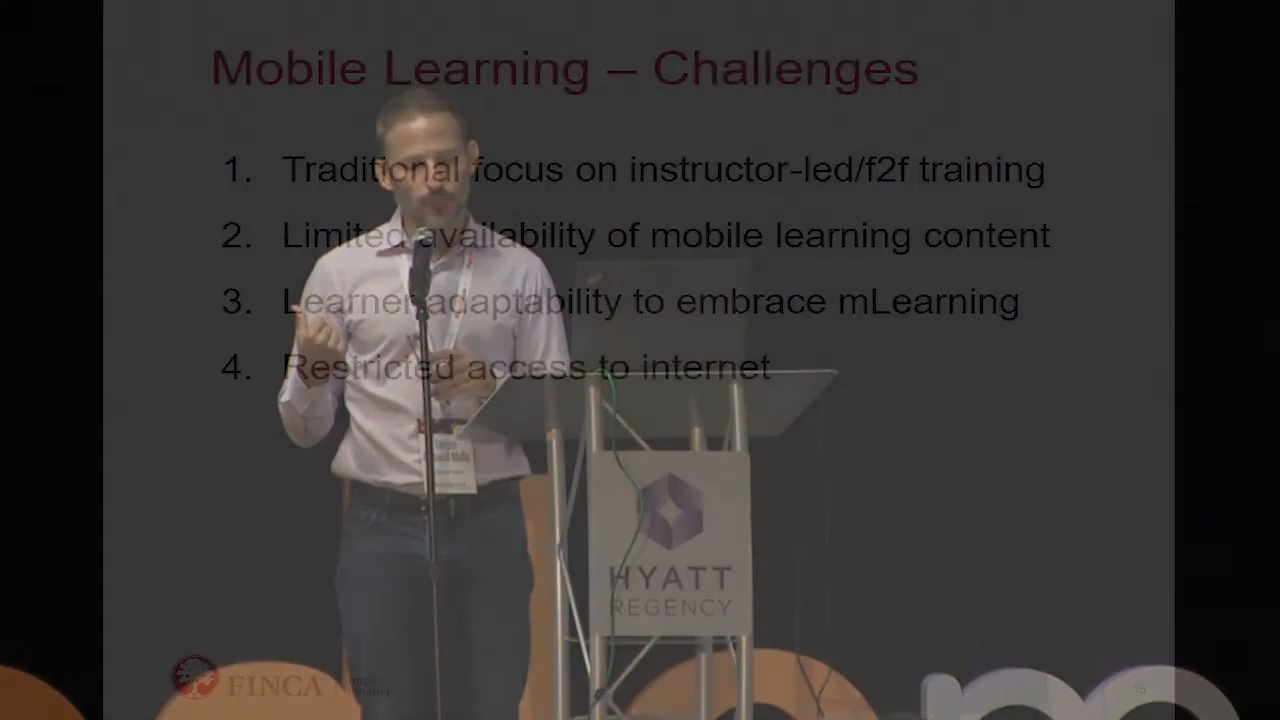 Mobile Learning – Challenges
1. Traditional focus on instructor-led/f2f training
2. Limited availability of mobile learning content
3. Learner adaptability to embrace mLearning
4. Restricted access to internet
HYATT
REGENCY
FINCA
15